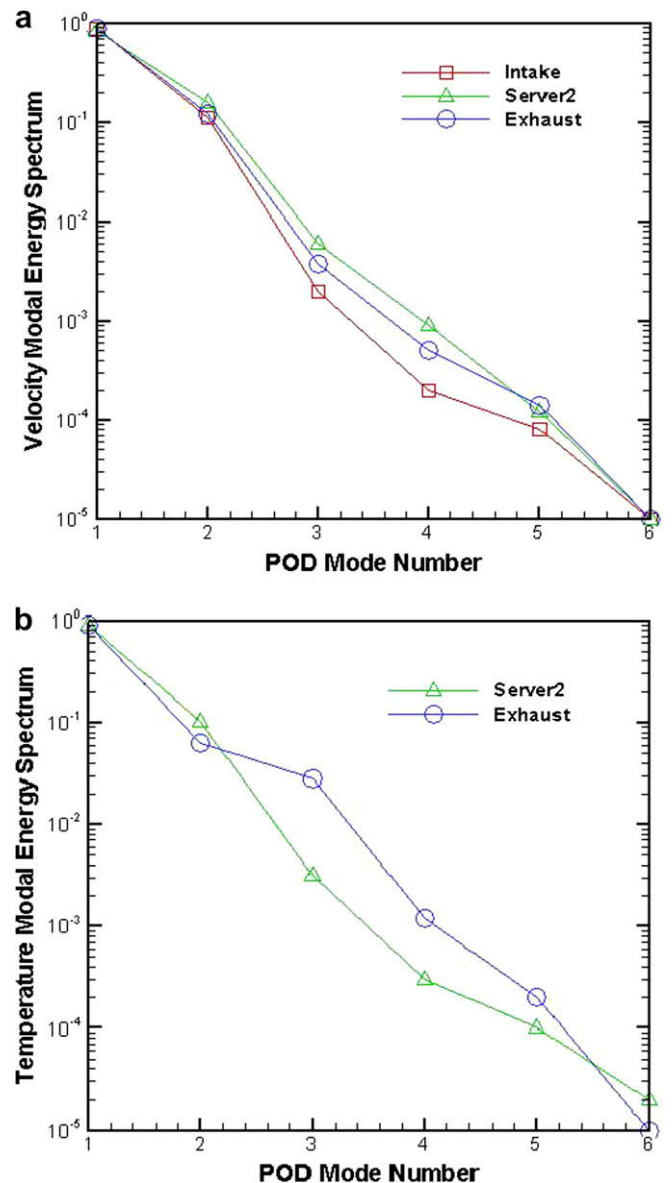 a
Velocity Modal Energy Spectrum
10⁰
10⁻¹
10⁻²
10⁻³
10⁻⁴
10⁻⁵
Intake
Server2
Exhaust
1 2 3 4 5 6
POD Mode Number
b
Temperature Modal Energy Spectrum
10⁰
10⁻¹
10⁻²
10⁻³
10⁻⁴
10⁻⁵
Server2
Exhaust
1 2 3 4 5 6
POD Mode Number